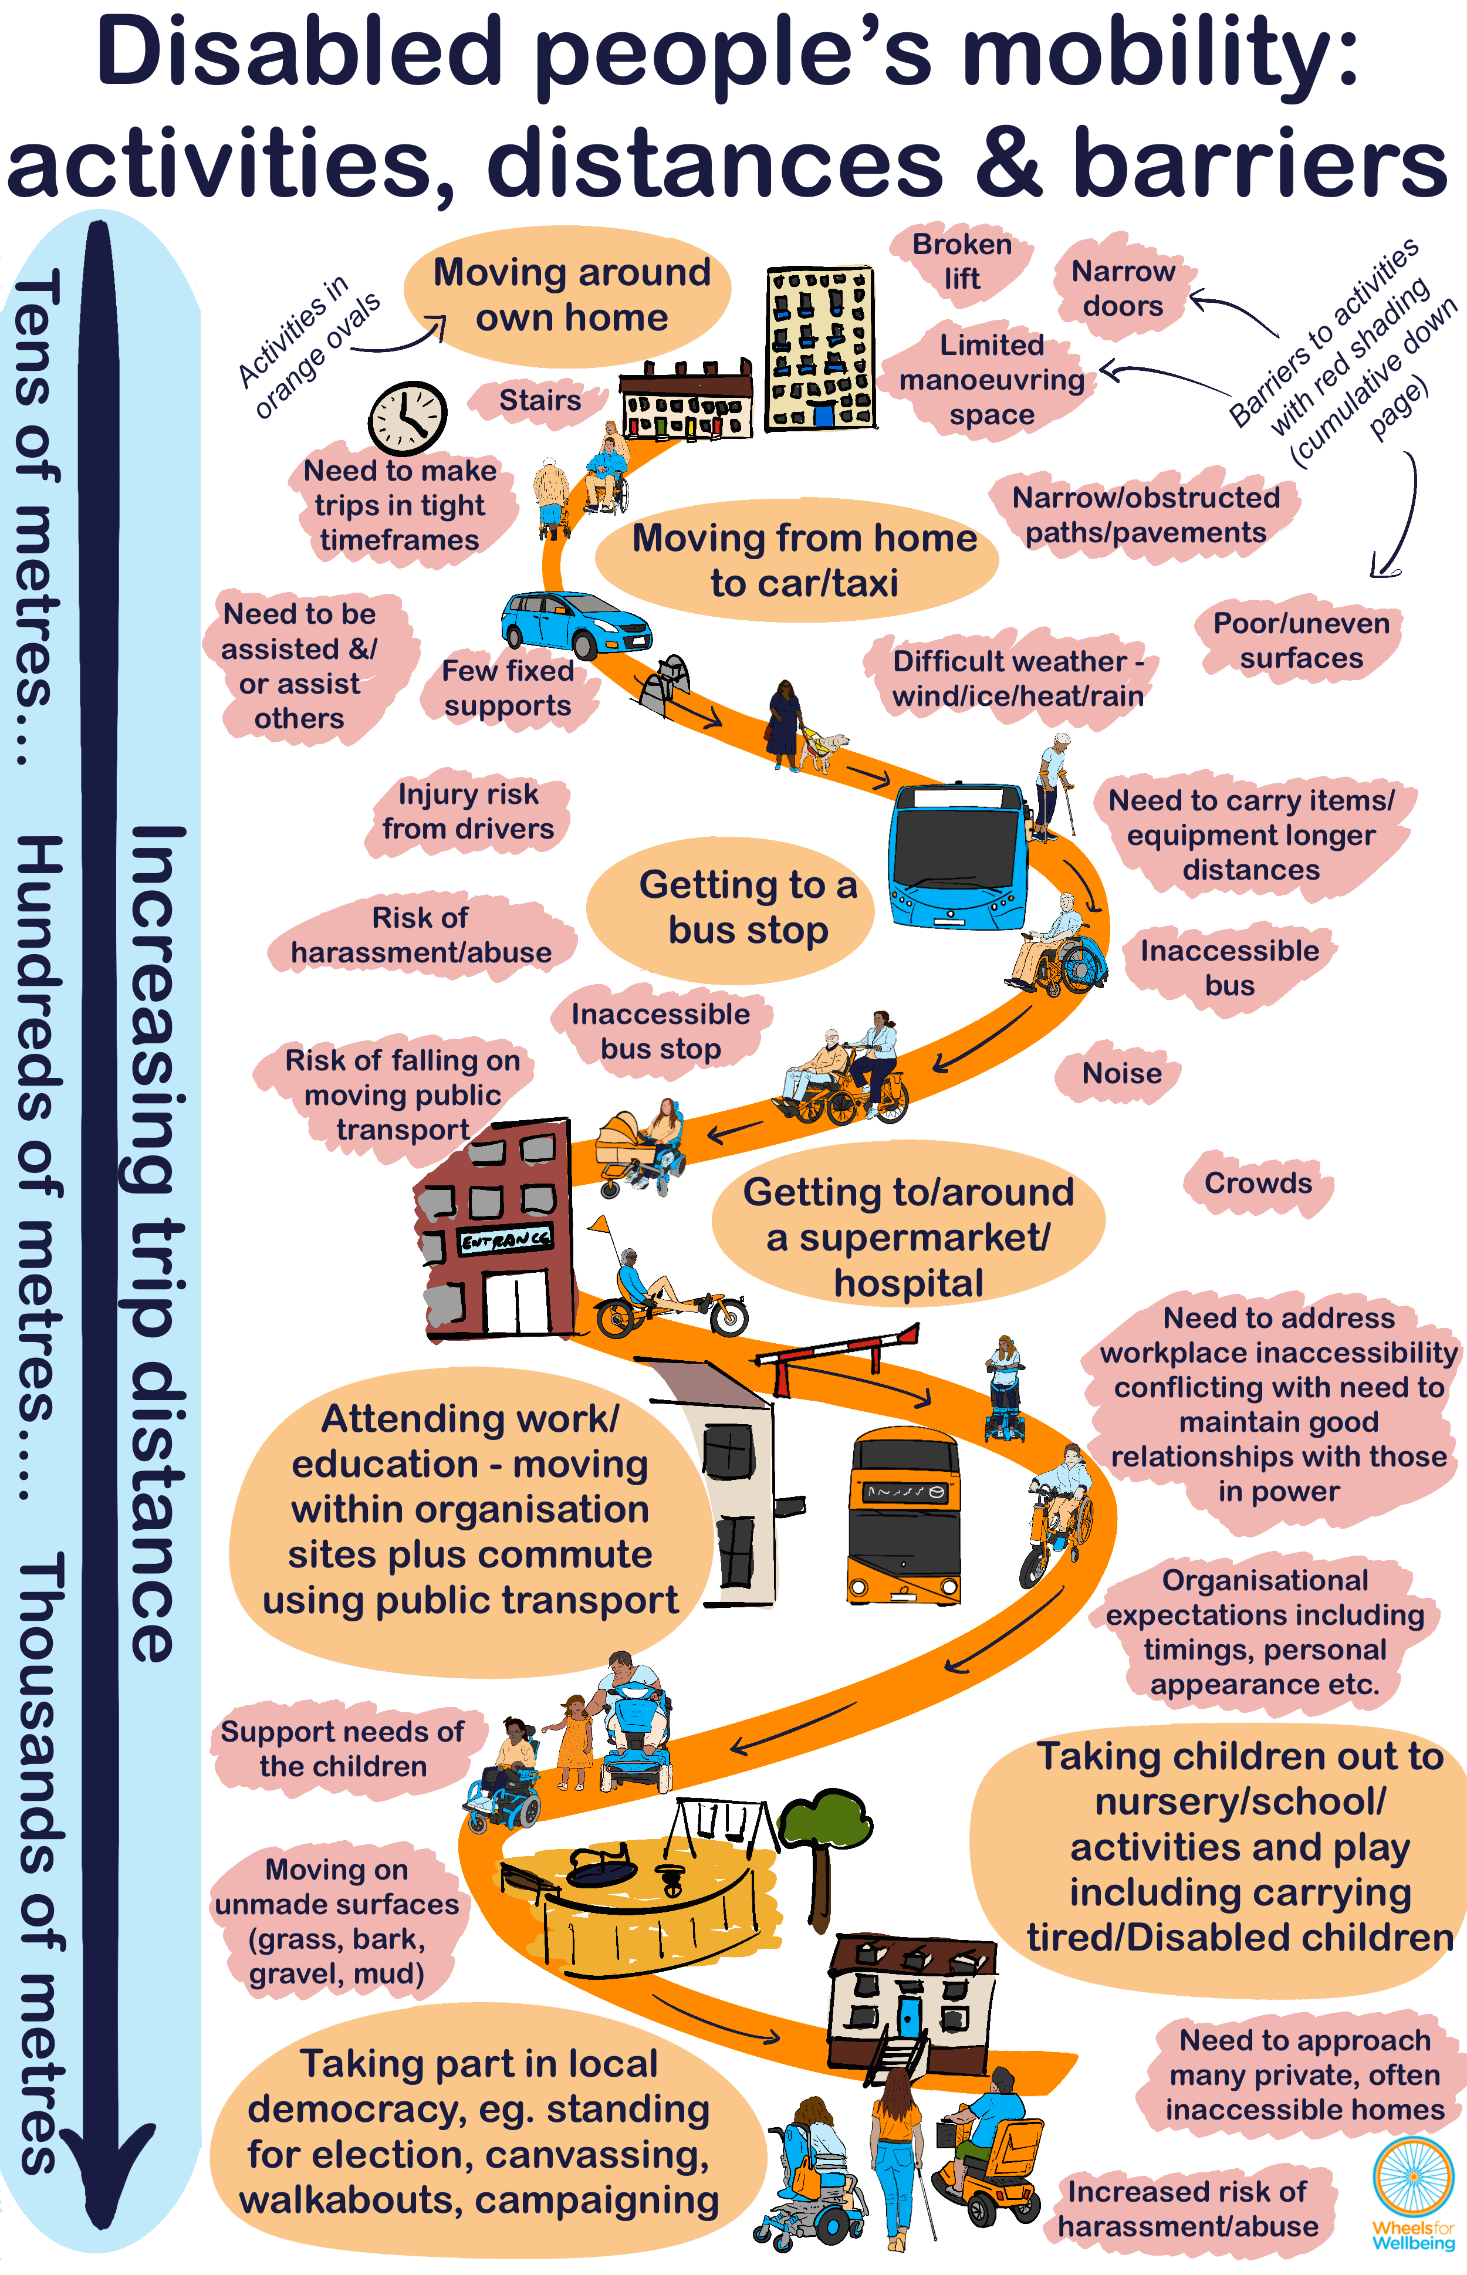 Disabled people's mobility:
activities, distances & barriers
Tens of metres... Hundreds of metres.... Thousands of metres
Increasing trip distance
Activities in
orange ovals
Moving around
own home
Broken
lift
Narrow
doors
Barriers to activities
with red shading
(cumulative down
page)
Limited
manoeuvring
space
Stairs
Need to make
trips in tight
timeframes
Narrow/obstructed
paths/pavements
Moving from home
to car/taxi
Need to be
assisted &/
or assist
others
Few fixed
supports
Difficult weather -
wind/ice/heat/rain
Poor/uneven
surfaces
Injury risk
from drivers
Need to carry items/
equipment longer
distances
Getting to a
bus stop
Risk of
harassment/abuse
Inaccessible
bus
Inaccessible
bus stop
Risk of falling on
moving public
transport
Noise
Getting to/around
a supermarket/
hospital
Crowds
ENTRANCE
Need to address
workplace inaccessibility
conflicting with need to
maintain good
relationships with those
in power
Attending work/
education - moving
within organisation
sites plus commute
using public transport
Organisational
expectations including
timings, personal
appearance etc.
Support needs of
the children
Taking children out to
nursery/school/
activities and play
including carrying
tired/Disabled children
Moving on
unmade surfaces
(grass, bark,
gravel, mud)
Taking part in local
democracy, eg. standing
for election, canvassing,
walkabouts, campaigning
Need to approach
many private, often
inaccessible homes
Increased risk of
harassment/abuse
Wheels for
Wellbeing